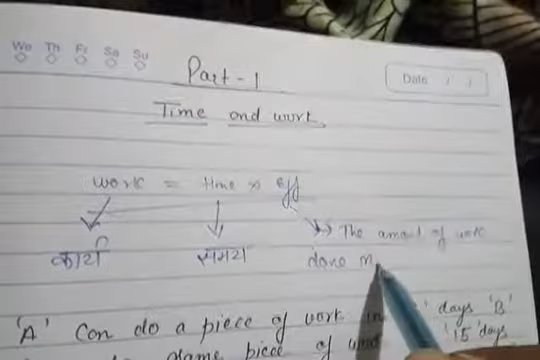 We Th Fr Sa Su
Part-1
Date / /
Time and work
work = time × eff
कार्य
समय
The amount of work
done
'A' Can do a piece of work in days 'B'
piece of '15' days